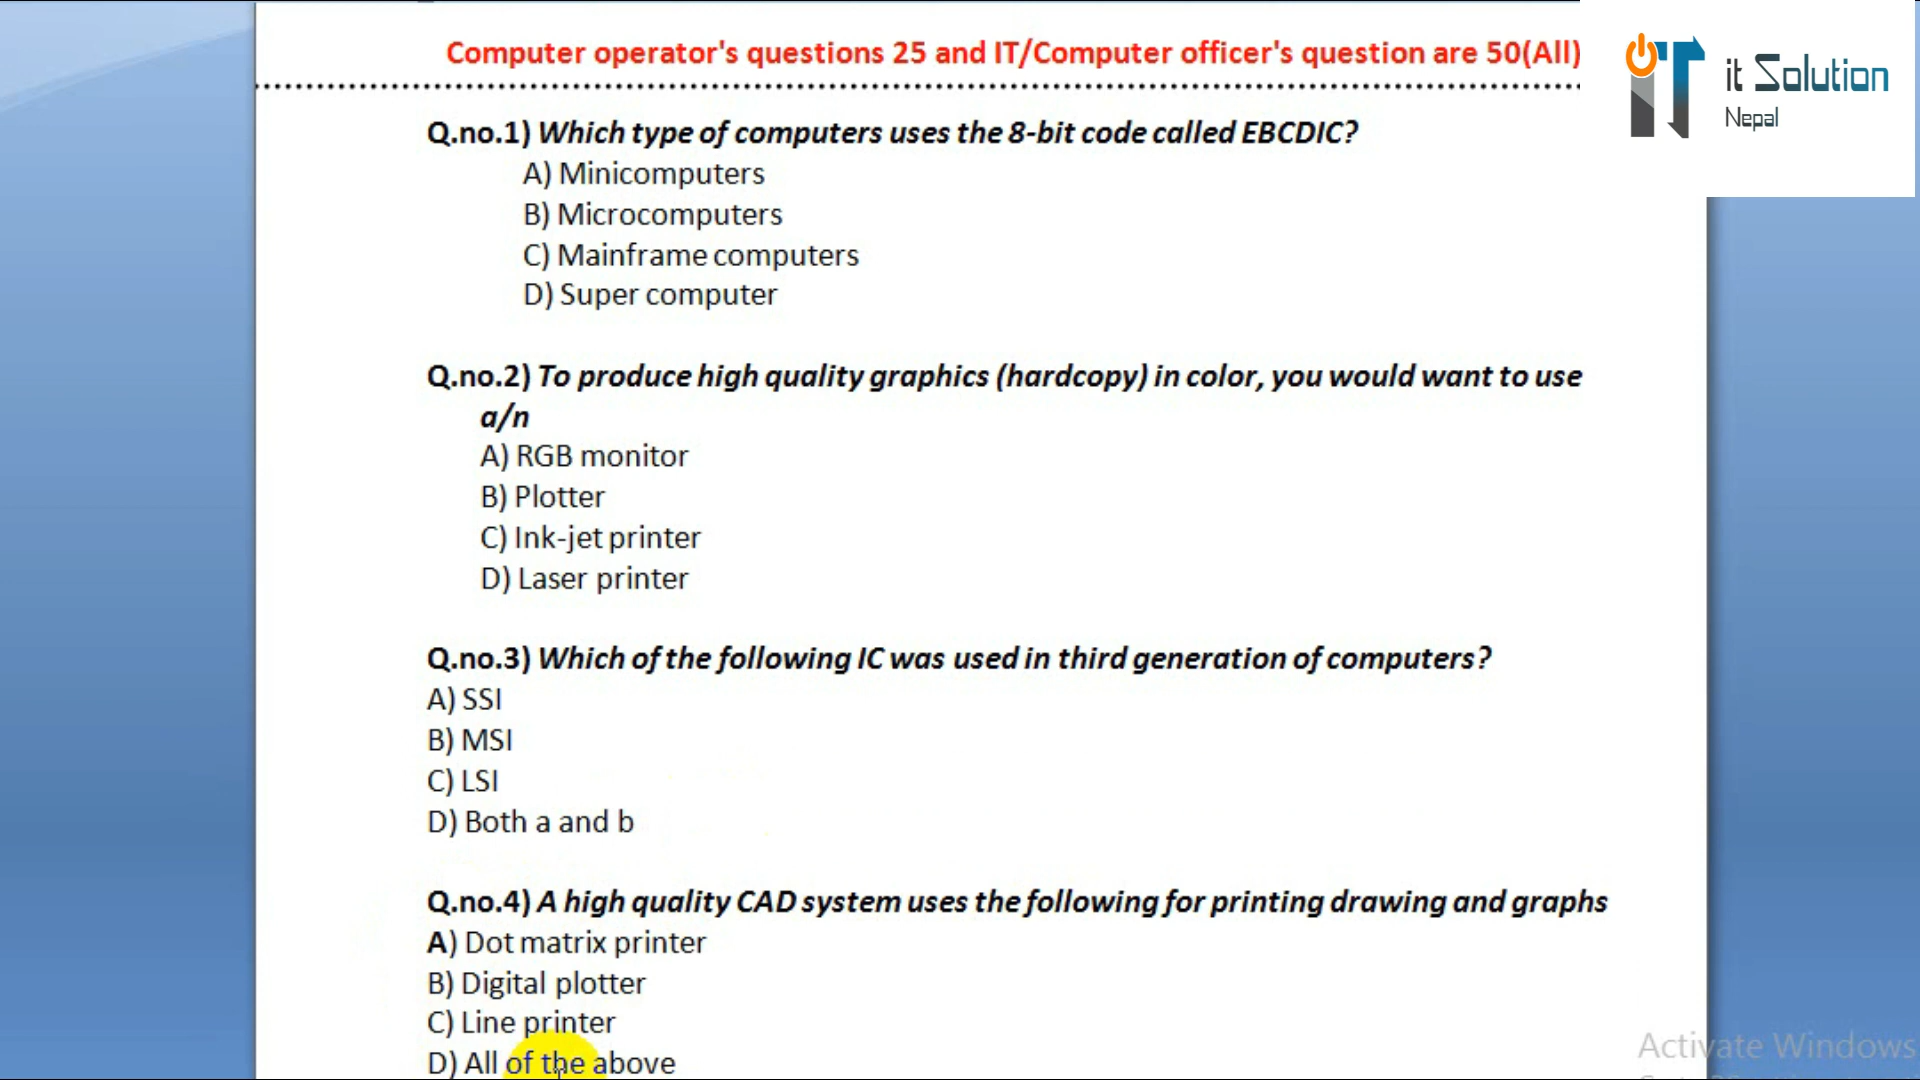 Computer operator's questions 25 and IT/Computer officer's question are 50(All)
it Solution
Nepal
Q.no.1) Which type of computers uses the 8-bit code called EBCDIC?
A) Minicomputers
B) Microcomputers
C) Mainframe computers
D) Super computer
Q.no.2) To produce high quality graphics (hardcopy) in color, you would want to use
a/n
A) RGB monitor
B) Plotter
C) Ink-jet printer
D) Laser printer
Q.no.3) Which of the following IC was used in third generation of computers?
A) SSI
B) MSI
C) LSI
D) Both a and b
Q.no.4) A high quality CAD system uses the following for printing drawing and graphs
A) Dot matrix printer
B) Digital plotter
C) Line printer
D) All of the above
Activate Windows